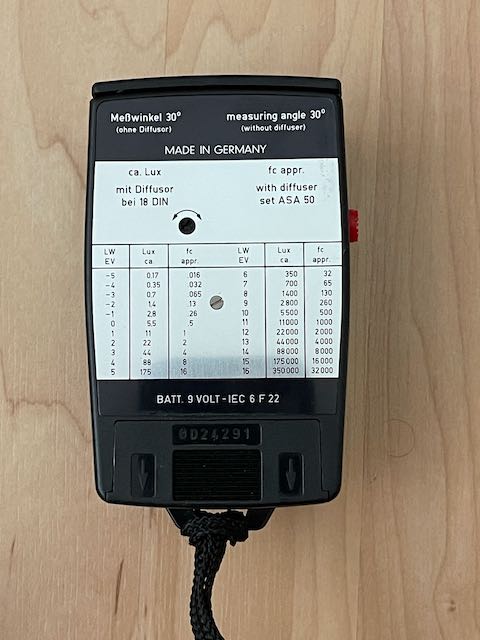 Meßwinkel 30° measuring angle 30°
(ohne Diffusor) (without diffuser)
MADE IN GERMANY
ca. Lux fc appr.
mit Diffusor with diffuser
bei 18 DIN set ASA 50
LW Lux fc LW Lux fc
EV ca. appr. EV ca. appr.
-5 0.17 .016 6 350 32
-4 0.35 .032 7 700 65
-3 0.7 .065 8 1400 130
-2 1.4 .13 9 2800 260
-1 2.8 .26 10 5500 500
0 5.5 .5 11 11000 1000
1 11 1 12 22000 2000
2 22 2 13 44000 4000
3 44 4 14 88000 8000
4 88 8 15 175000 16000
5 175 16 16 350000 32000
BATT. 9 VOLT-IEC 6 F 22
0D24291